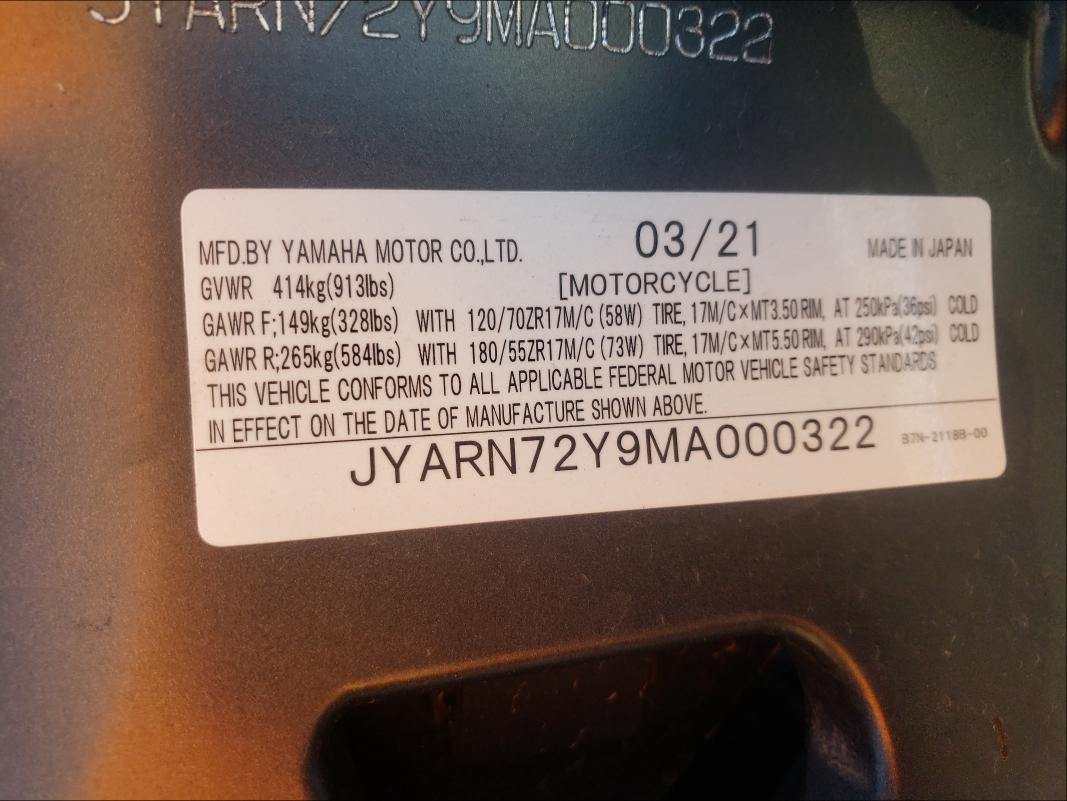 JYARN72Y9MA000322
MFD.BY YAMAHA MOTOR CO.,LTD. 03/21 MADE IN JAPAN
GVWR 414kg(913lbs) [MOTORCYCLE]
GAWR F;149kg(328lbs) WITH 120/70ZR17M/C (58W) TIRE, 17M/C×MT3.50 RIM, AT 250kPa(36psi) COLD
GAWR R;265kg(584lbs) WITH 180/55ZR17M/C (73W) TIRE, 17M/C×MT5.50 RIM, AT 290kPa(42psi) COLD
THIS VEHICLE CONFORMS TO ALL APPLICABLE FEDERAL MOTOR VEHICLE SAFETY STANDARDS
IN EFFECT ON THE DATE OF MANUFACTURE SHOWN ABOVE.
JYARN72Y9MA000322 B7N-2118B-00